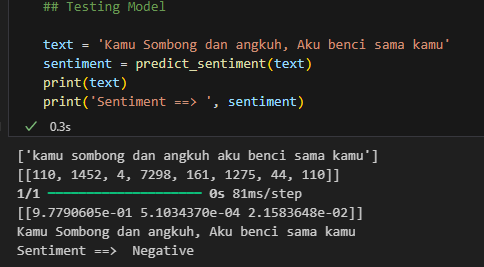 ## Testing Model
text = 'Kamu Sombong dan angkuh, Aku benci sama kamu'
sentiment = predict_sentiment(text)
print(text)
print('Sentiment ==> ', sentiment)
✓ 0.3s
['kamu sombong dan angkuh aku benci sama kamu']
[[110, 1452, 4, 7298, 161, 1275, 44, 110]]
1/1 ━━━━━━━━━━━━━━━━━━━━ 0s 81ms/step
[[9.7790605e-01 5.1034370e-04 2.1583648e-02]]
Kamu Sombong dan angkuh, Aku benci sama kamu
Sentiment ==>  Negative